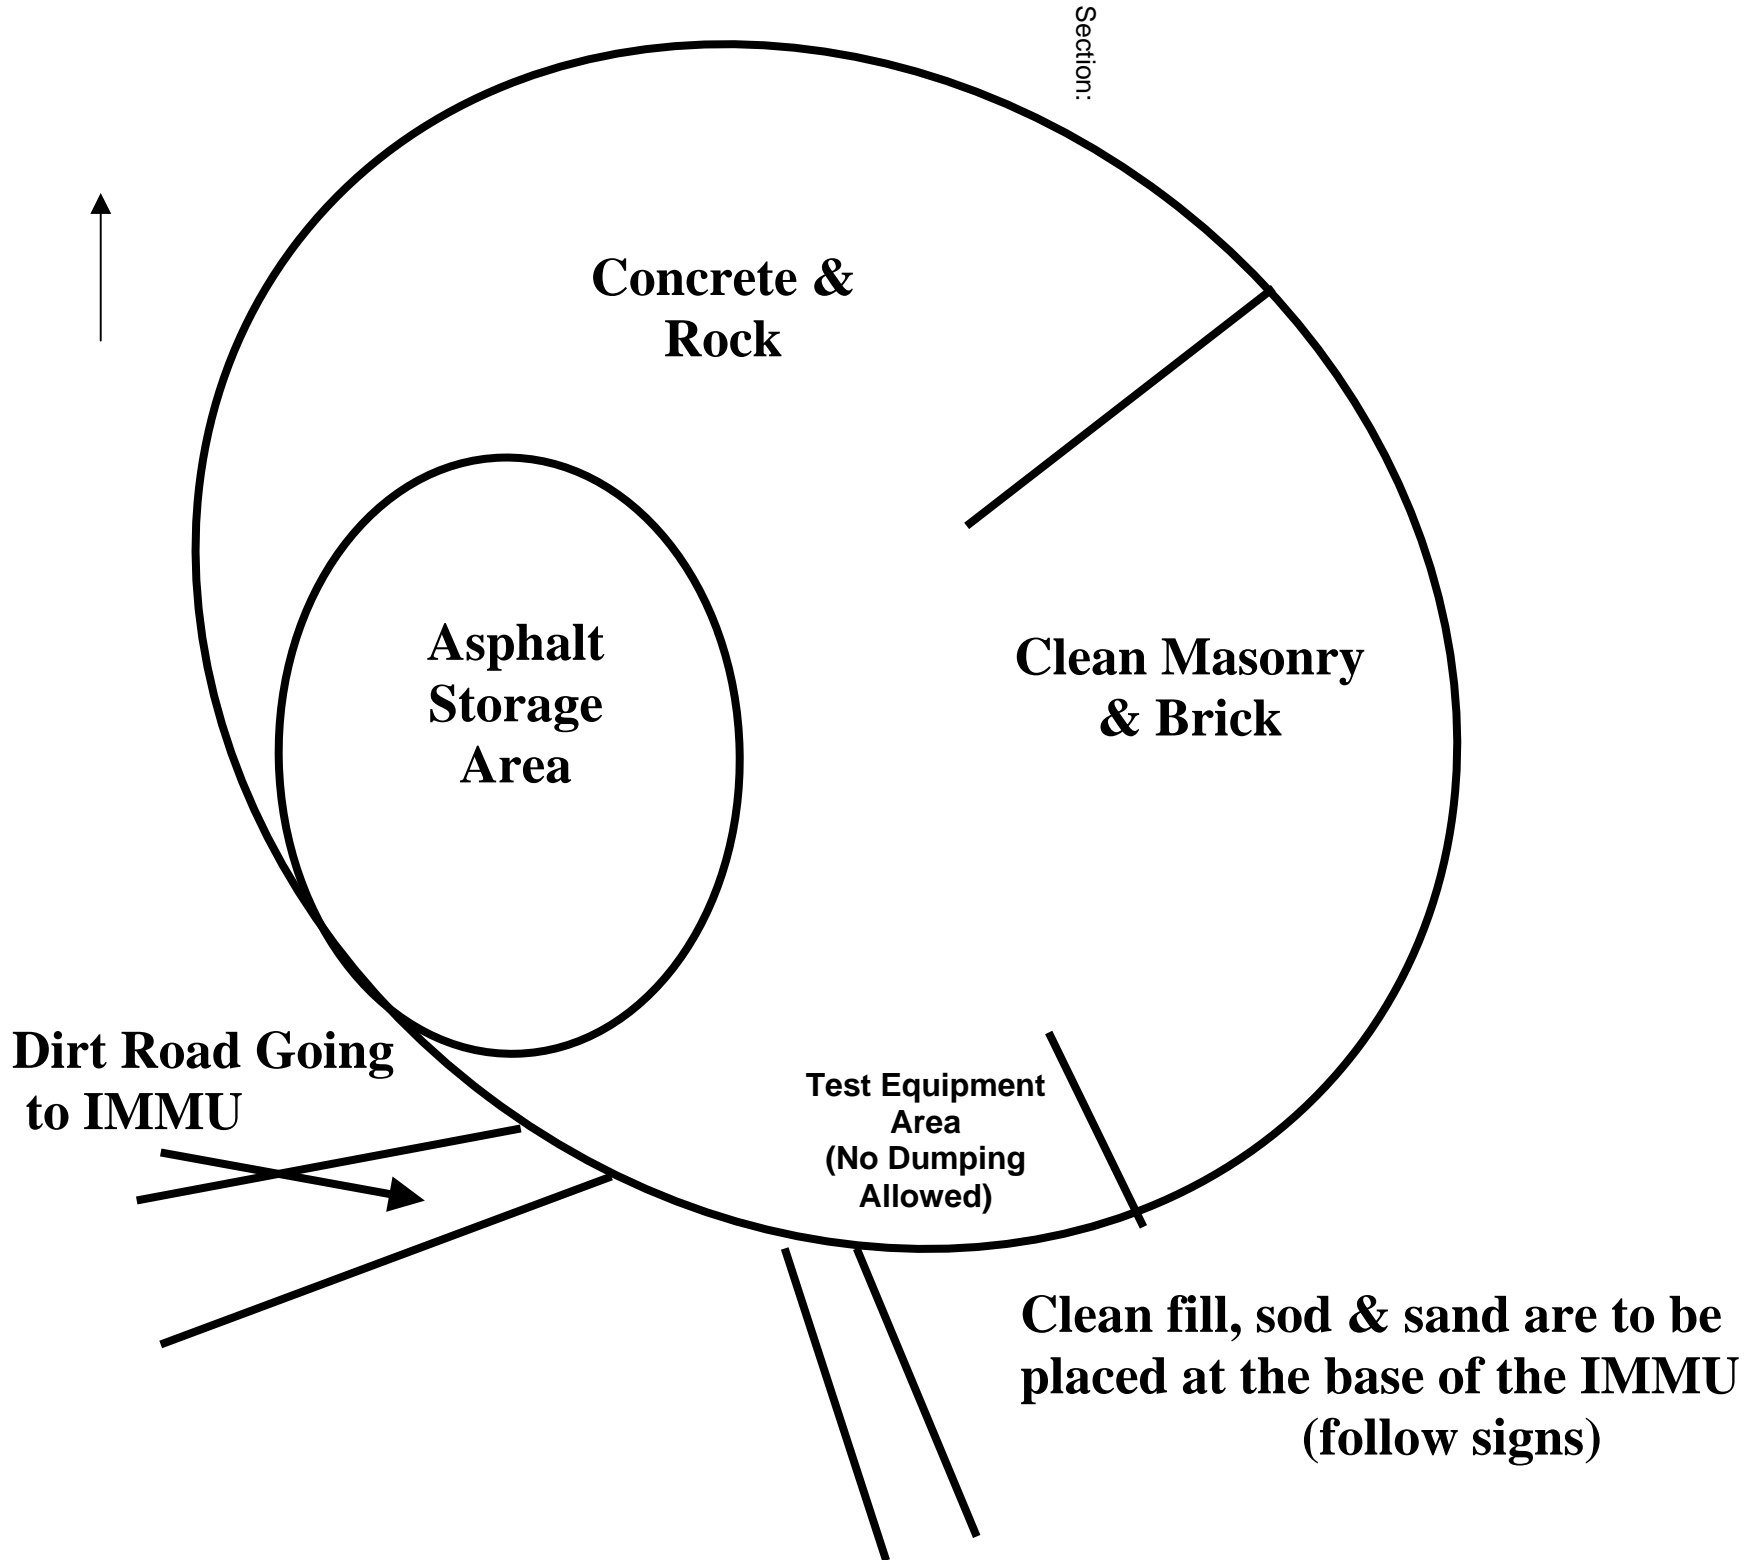 Section:
Concrete &
Rock
Asphalt
Storage
Area
Clean Masonry
& Brick
Dirt Road Going
to IMMU
Test Equipment
Area
(No Dumping
Allowed)
Clean fill, sod & sand are to be
placed at the base of the IMMU
(follow signs)